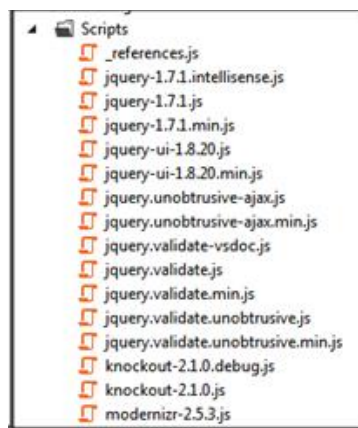 Scripts
_references.js
jquery-1.7.1.intellisense.js
jquery-1.7.1.js
jquery-1.7.1.min.js
jquery-ui-1.8.20.js
jquery-ui-1.8.20.min.js
jquery.unobtrusive-ajax.js
jquery.unobtrusive-ajax.min.js
jquery.validate-vsdoc.js
jquery.validate.js
jquery.validate.min.js
jquery.validate.unobtrusive.js
jquery.validate.unobtrusive.min.js
knockout-2.1.0.debug.js
knockout-2.1.0.js
modernizr-2.5.3.js